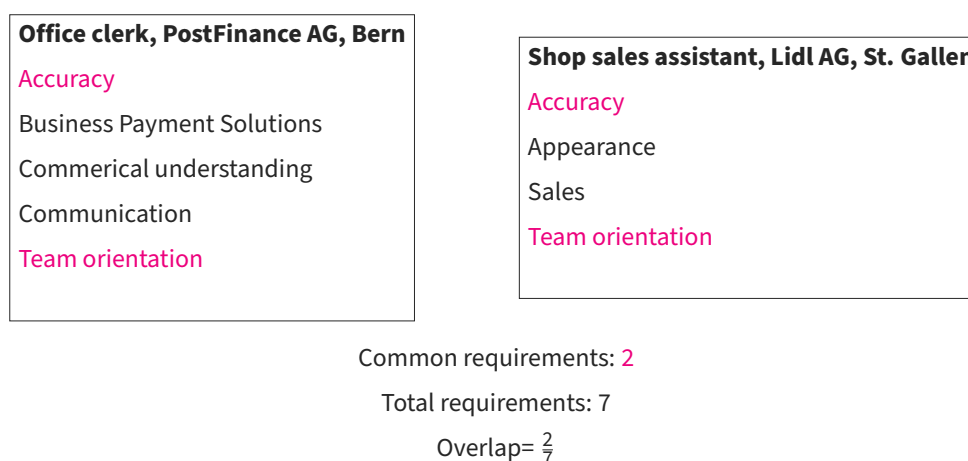 Office clerk, PostFinance AG, Bern
Accuracy
Business Payment Solutions
Commerical understanding
Communication
Team orientation
Shop sales assistant, Lidl AG, St. Galler
Accuracy
Appearance
Sales
Team orientation
Common requirements: 2
Total requirements: 7
Overlap= 2/7